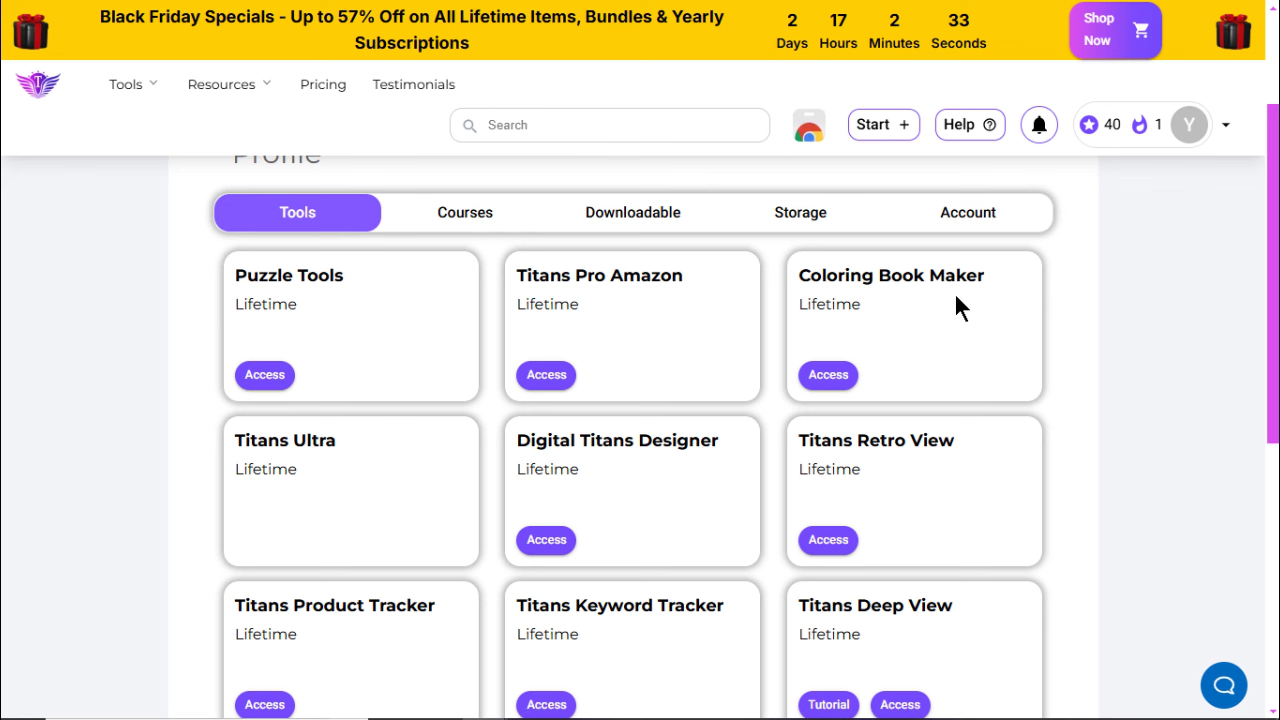 Black Friday Specials - Up to 57% Off on All Lifetime Items, Bundles & Yearly
Subscriptions
2 17 2 33
Days Hours Minutes Seconds
Shop
Now
Tools Resources Pricing Testimonials
Search
Start +
Help
40 1 Y
Profile
Tools Courses Downloadable Storage Account
Puzzle Tools Titans Pro Amazon Coloring Book Maker
Lifetime Lifetime Lifetime
Access Access Access
Titans Ultra Digital Titans Designer Titans Retro View
Lifetime Lifetime Lifetime
Access Access
Titans Product Tracker Titans Keyword Tracker Titans Deep View
Lifetime Lifetime Lifetime
Access Access Tutorial Access